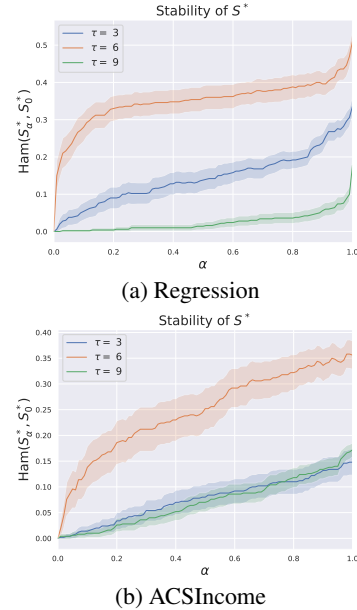 Stability of S*
τ = 3
τ = 6
τ = 9
Ham(S*α, S*0)
0.5
0.4
0.3
0.2
0.1
0.0
0.0 0.2 0.4 0.6 0.8 1.0
α
(a) Regression
Stability of S*
τ = 3
τ = 6
τ = 9
Ham(S*α, S*0)
0.40
0.35
0.30
0.25
0.20
0.15
0.10
0.05
0.00
0.0 0.2 0.4 0.6 0.8 1.0
α
(b) ACSIncome